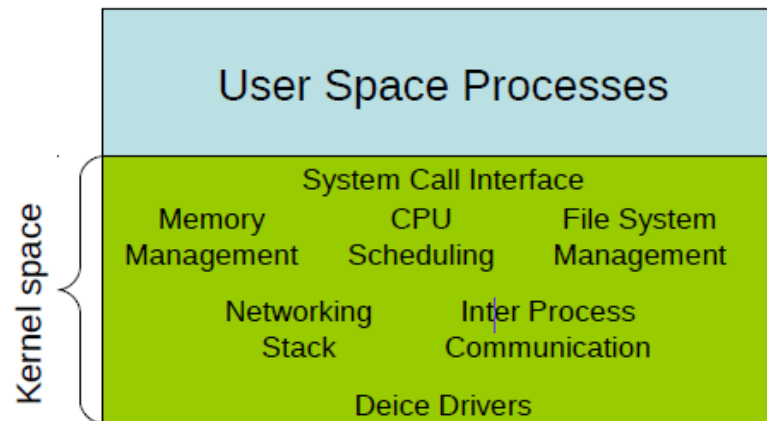 User Space Processes
System Call Interface
Memory Management
CPU Scheduling
File System Management
Networking Stack
Inter Process Communication
Deice Drivers
Kernel space